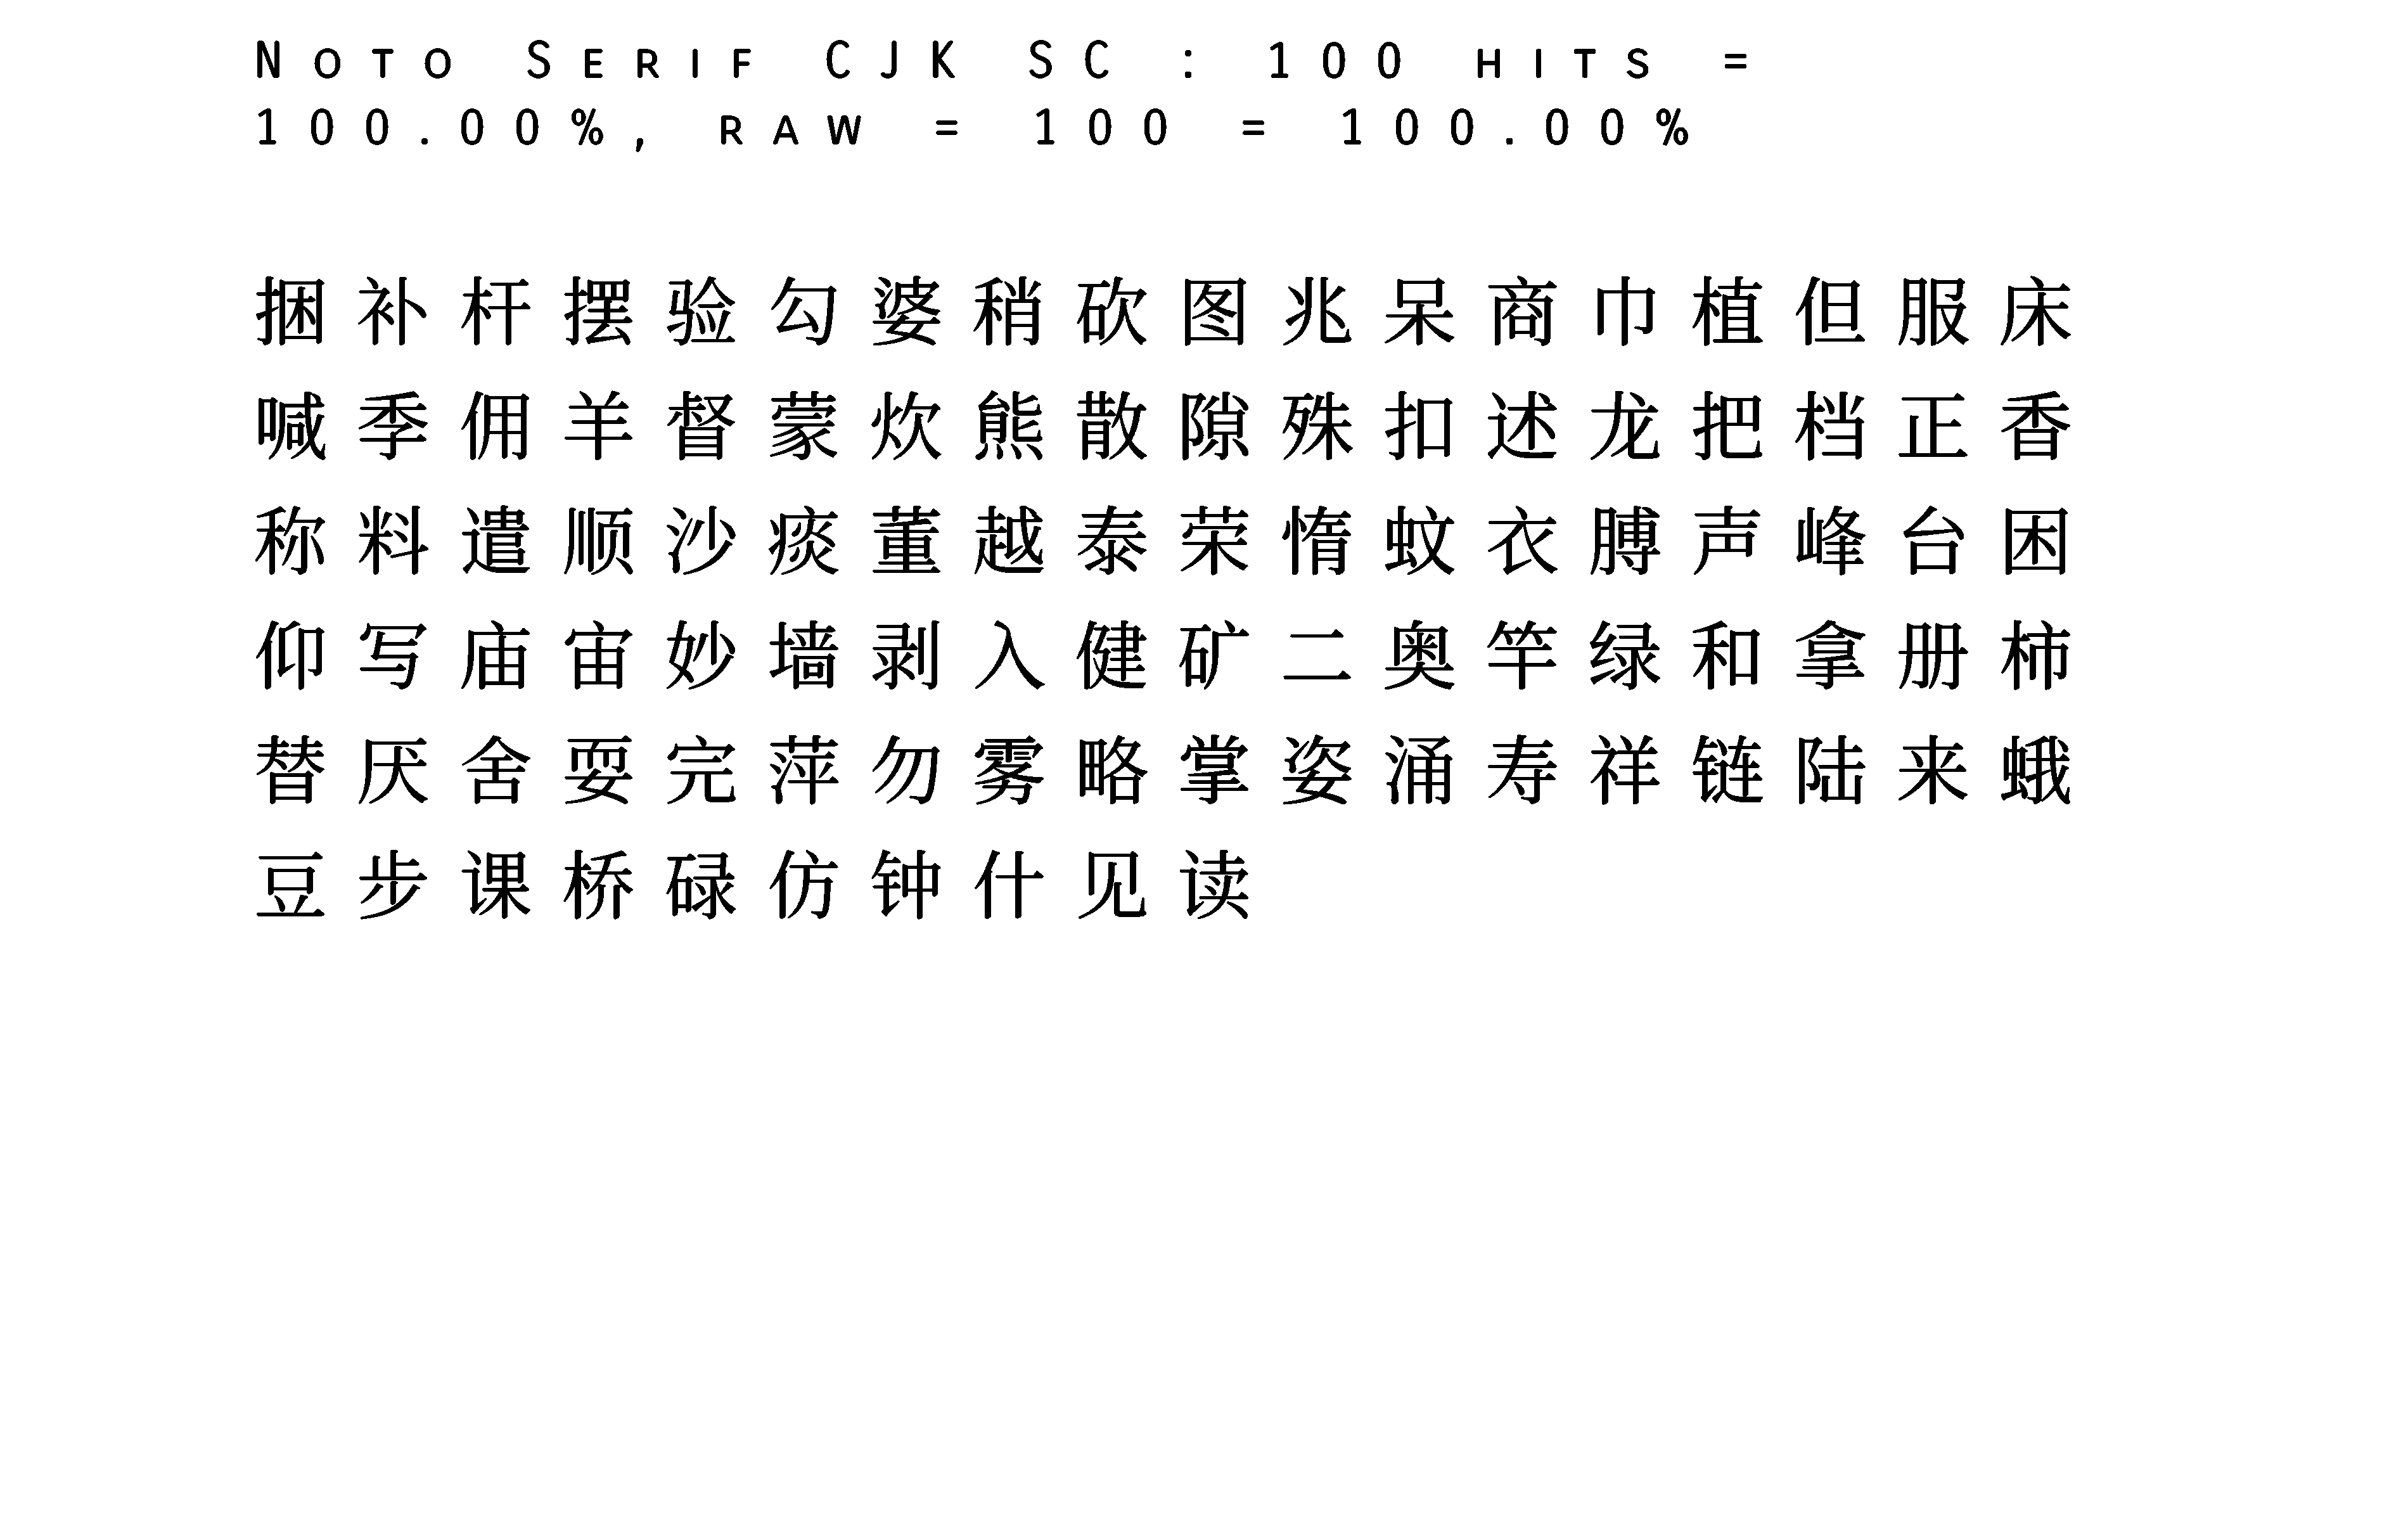 Noto Serif CJK SC : 100 hits =
100.00%, raw = 100 = 100.00%
捆补杆摆验勾婆稍砍图兆呆商巾植但服床
喊季佣羊督蒙炊熊散隙殊扣述龙把档正香
称料遣顺沙痰董越泰荣惰蚊衣膊声峰台困
仰写庙宙妙墙剥入健矿二奥竿绿和拿册柿
替厌舍耍完萍勿雾略掌姿涌寿祥链陆来蛾
豆步课桥碌仿钟什见读